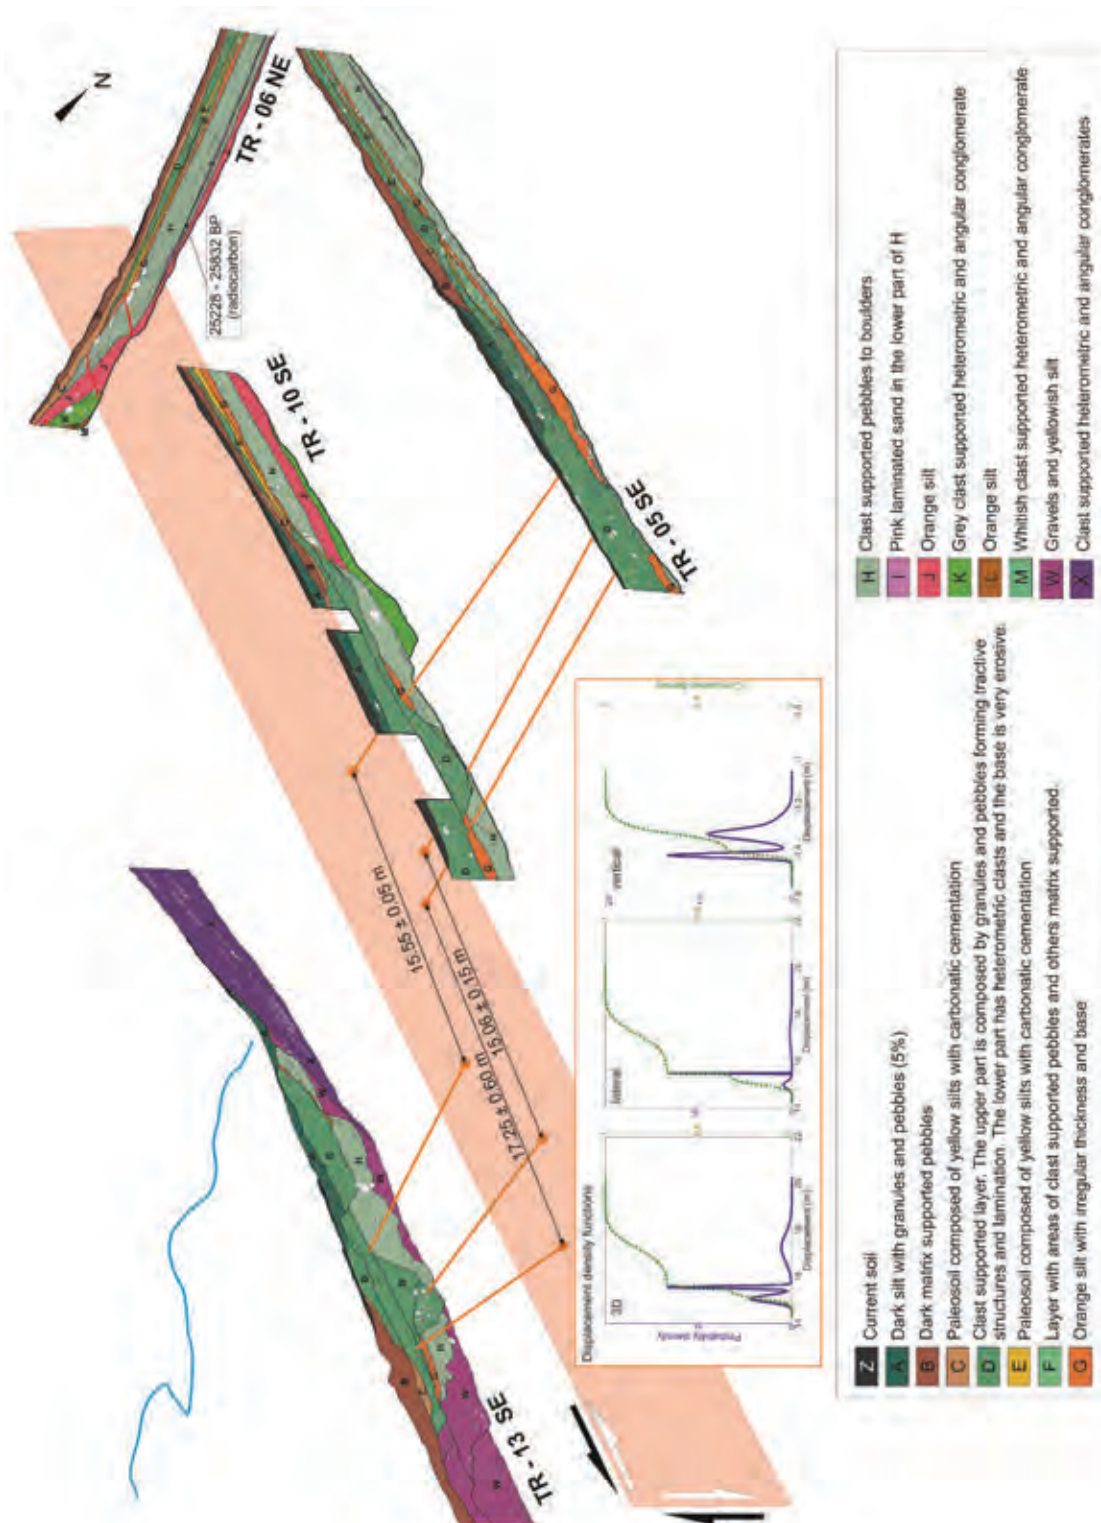 N
TR - 06 NE
25228 - 25832 BP
(radiocarbon)
TR - 10 SE
TR - 05 SE
TR - 13 SE
15.55 ± 0.05 m
15.06 ± 0.15 m
17.25 ± 0.60 m
Displacement density functions
3D
lateral
vertical
Probability density
Displacement (m)
Displacement (m)
Displacement (m)
14
16
18
20
22
Z Current soil
A Dark silt with granules and pebbles (5%)
B Dark matrix supported pebbles
C Paleosoil composed of yellow silts with carbonatic cementation
D Clast supported layer. The upper part is composed by granules and pebbles forming tractive
structures and lamination. The lower part has heterometric clasts and the base is very erosive.
E Paleosoil composed of yellow silts with carbonatic cementation
F Layer with areas of clast supported pebbles and others matrix supported.
G Orange silt with irregular thickness and base
H Clast supported pebbles to boulders
I Pink laminated sand in the lower part of H
J Orange silt
K Grey clast supported heterometric and angular conglomerate
L Orange silt
M Whitish clast supported heterometric and angular conglomerate
W Gravels and yellowish silt
X Clast supported heterometric and angular conglomerates